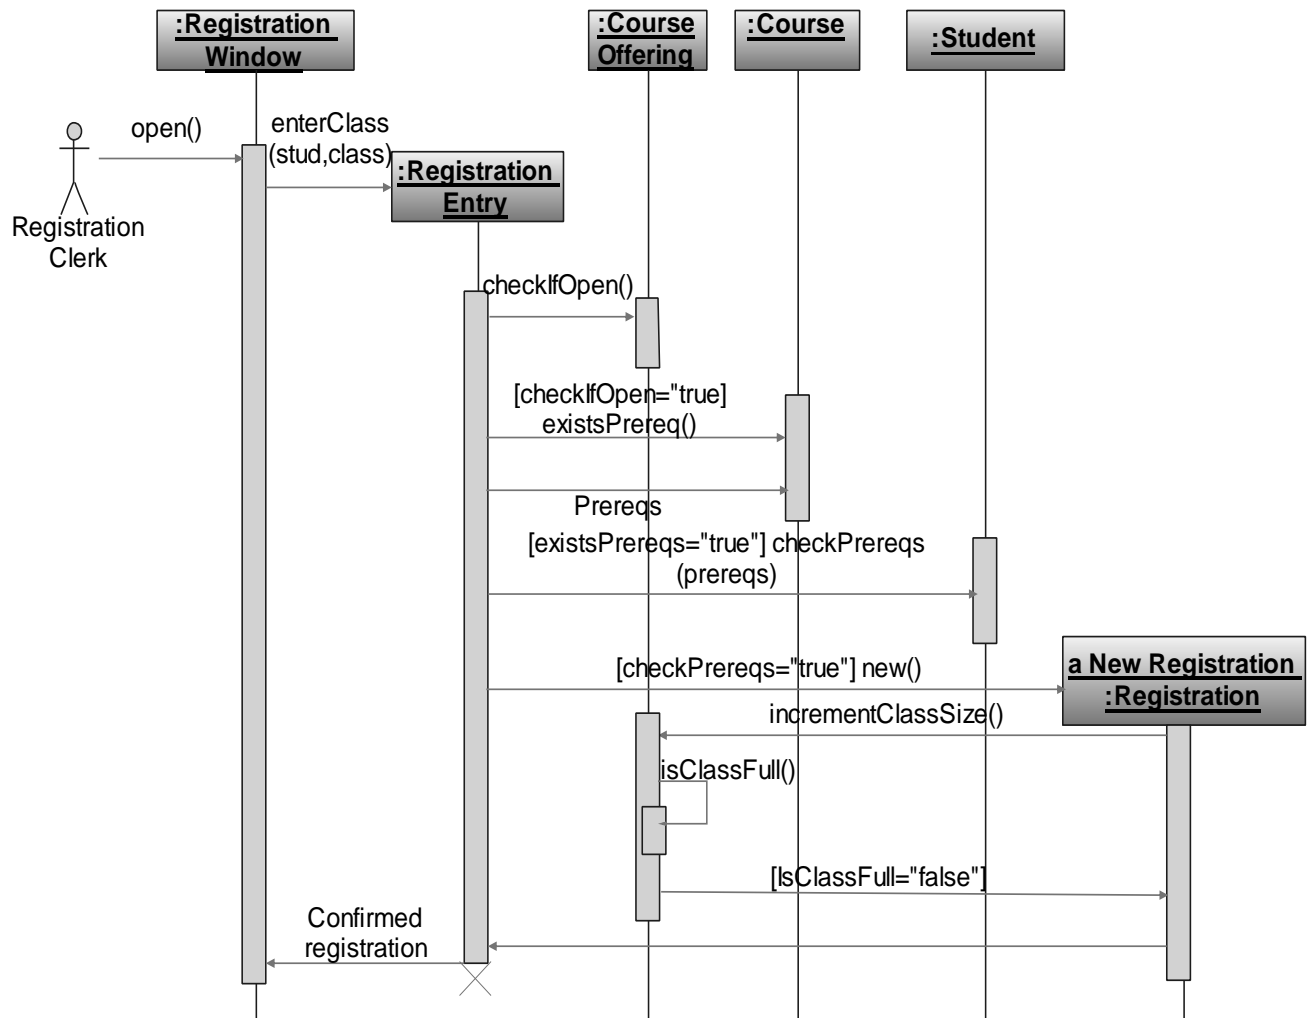 :Registration
Window
:Course
Offering
:Course
:Student
open()
enterClass
(stud,class)
:Registration
Entry
Registration
Clerk
checkIfOpen()
[checkIfOpen="true]
existsPrereq()
Prereqs
[existsPrereqs="true"] checkPrereqs
(prereqs)
[checkPrereqs="true"] new()
a New Registration
:Registration
incrementClassSize()
isClassFull()
[IsClassFull="false"]
Confirmed
registration